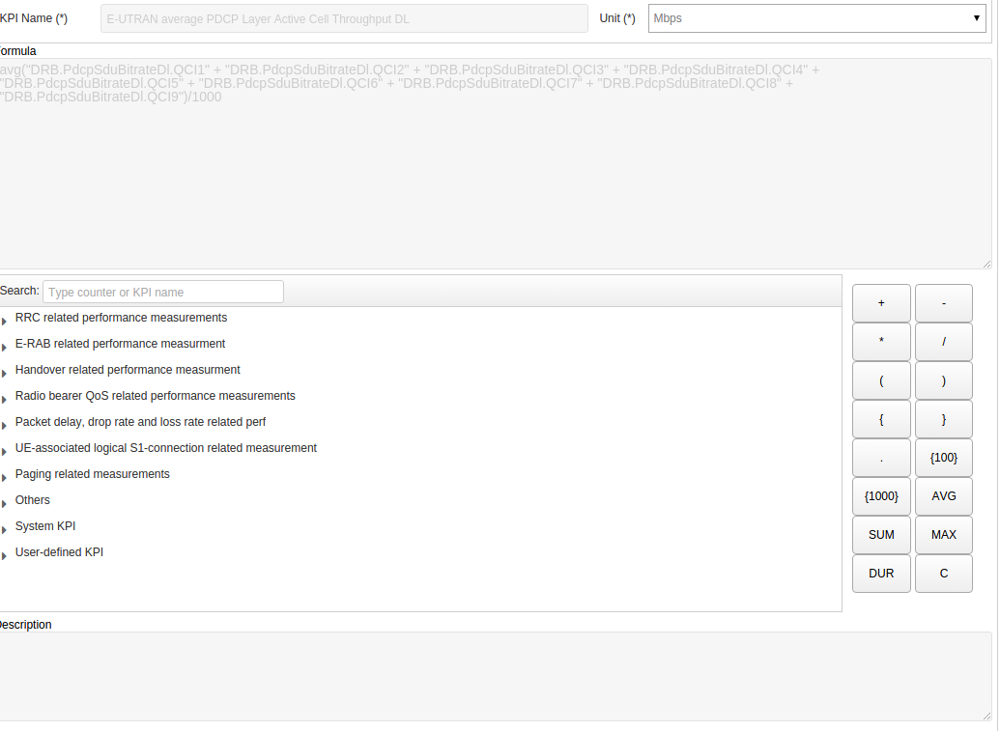 KPI Name (*) E-UTRAN average PDCP Layer Active Cell Throughput DL Unit (*) Mbps
ormula
avg("DRB.PdcpSduBitrateDl.QCI1" + "DRB.PdcpSduBitrateDl.QCI2" + "DRB.PdcpSduBitrateDl.QCI3" + "DRB.PdcpSduBitrateDl.QCI4" +
"DRB.PdcpSduBitrateDl.QCI5" + "DRB.PdcpSduBitrateDl.QCI6" + "DRB.PdcpSduBitrateDl.QCI7" + "DRB.PdcpSduBitrateDl.QCI8" +
"DRB.PdcpSduBitrateDl.QCI9")/1000
Search: Type counter or KPI name
RRC related performance measurements
E-RAB related performance measurment
Handover related performance measurment
Radio bearer QoS related performance measurements
Packet delay, drop rate and loss rate related perf
UE-associated logical S1-connection related measurement
Paging related measurements
Others
System KPI
User-defined KPI
+ -
* /
( )
{ }
. {100}
{1000} AVG
SUM MAX
DUR C
Description